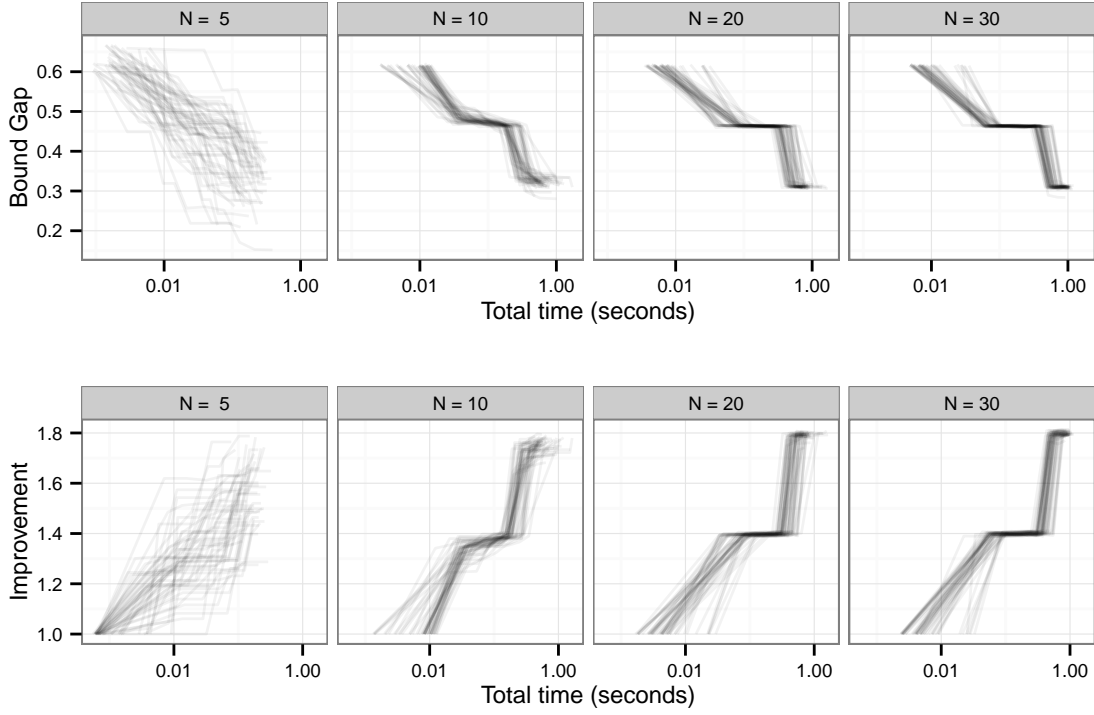 N = 5 N = 10 N = 20 N = 30
Bound Gap
0.6
0.5
0.4
0.3
0.2
0.01 1.00 0.01 1.00 0.01 1.00 0.01 1.00
Total time (seconds)
N = 5 N = 10 N = 20 N = 30
Improvement
1.8
1.6
1.4
1.2
1.0
0.01 1.00 0.01 1.00 0.01 1.00 0.01 1.00
Total time (seconds)